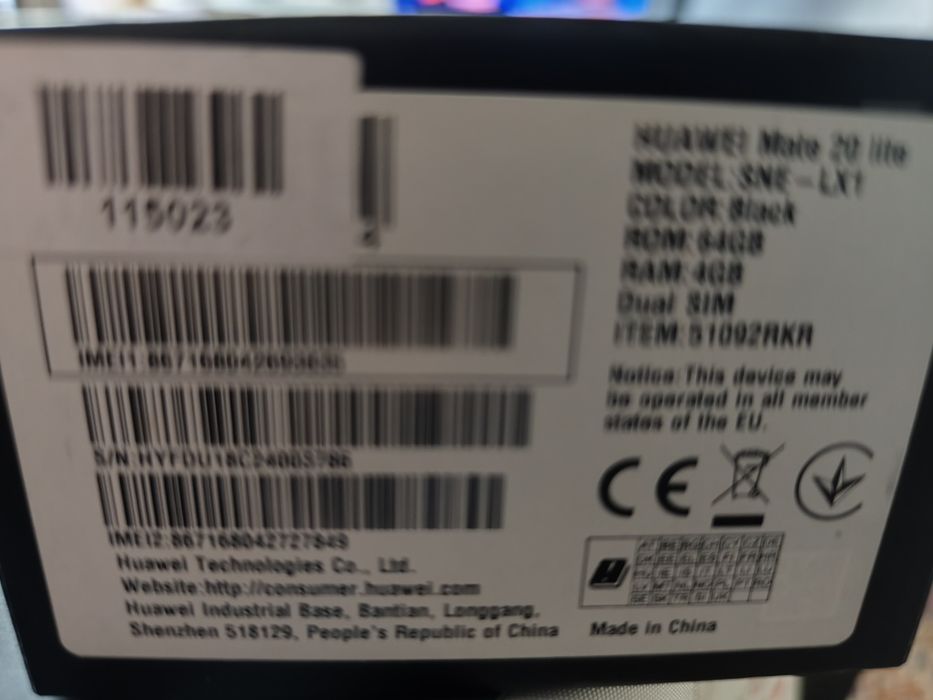 115023
HUAWEI Mate 20 lite
MODEL:SNE-LX1
COLOR:Black
ROM:64GB
RAM:4GB
Dual SIM
ITEM:51092RKR
Notice:This device may
be operated in all member
states of the EU.
IMEI2:867168042727849
Huawei Technologies Co., Ltd.
Website:http://consumer.huawei.com
Huawei Industrial Base, Bantian, Longgang,
Shenzhen 518129, People's Republic of China
CE
Made in China